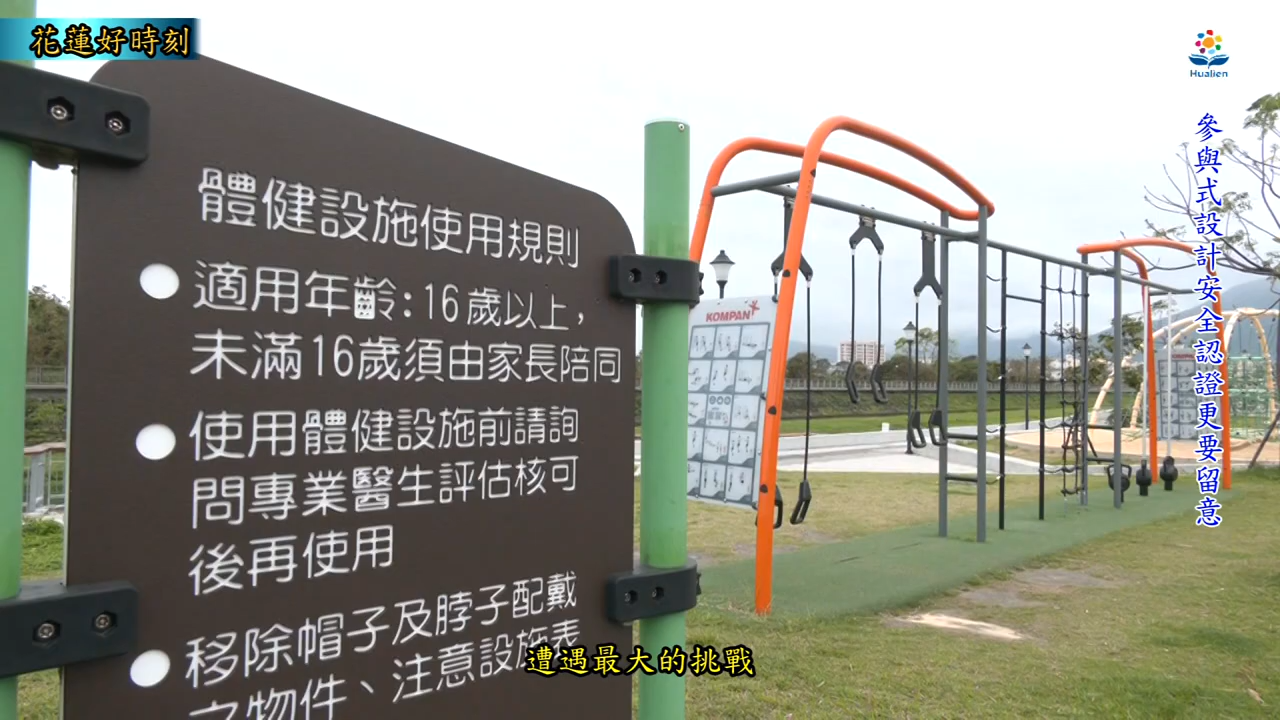 花蓮好時刻
Hualien
參與式設計安全認證更要留意
體健設施使用規則
適用年齡:16歲以上,
未滿16歲須由家長陪同
使用體健設施前請詢
問專業醫生評估核可
後再使用
移除帽子及脖子配戴
之物件、注意設施表
KOMPAN
遭遇最大的挑戰